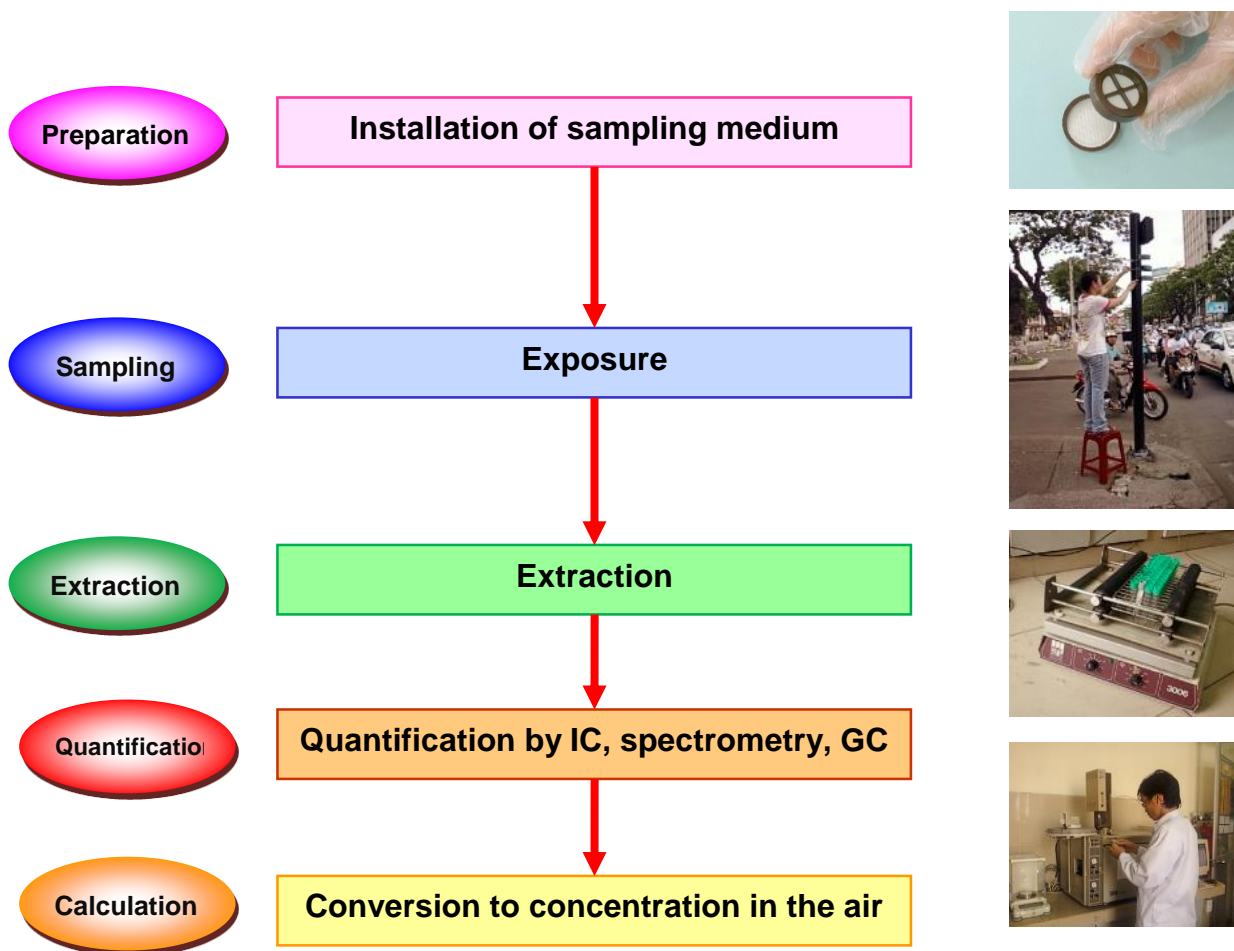 Preparation
Installation of sampling medium
Sampling
Exposure
Extraction
Extraction
3006
Quantificatio
Quantification by IC, spectrometry, GC
Calculation
Conversion to concentration in the air